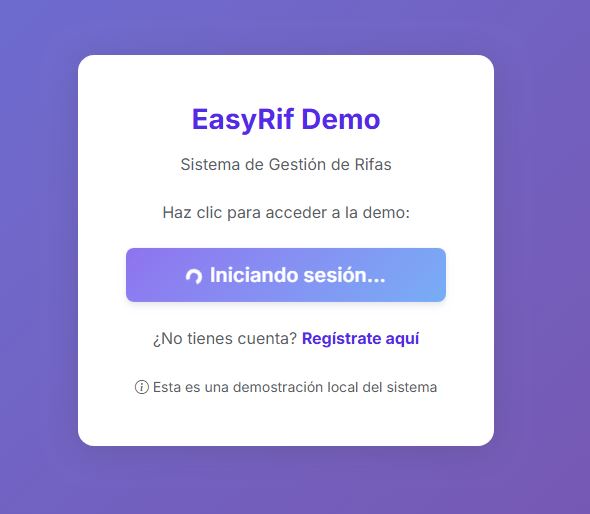 EasyRif Demo
Sistema de Gestión de Rifas
Haz clic para acceder a la demo:
Iniciando sesión...
¿No tienes cuenta? Regístrate aquí
Esta es una demostración local del sistema